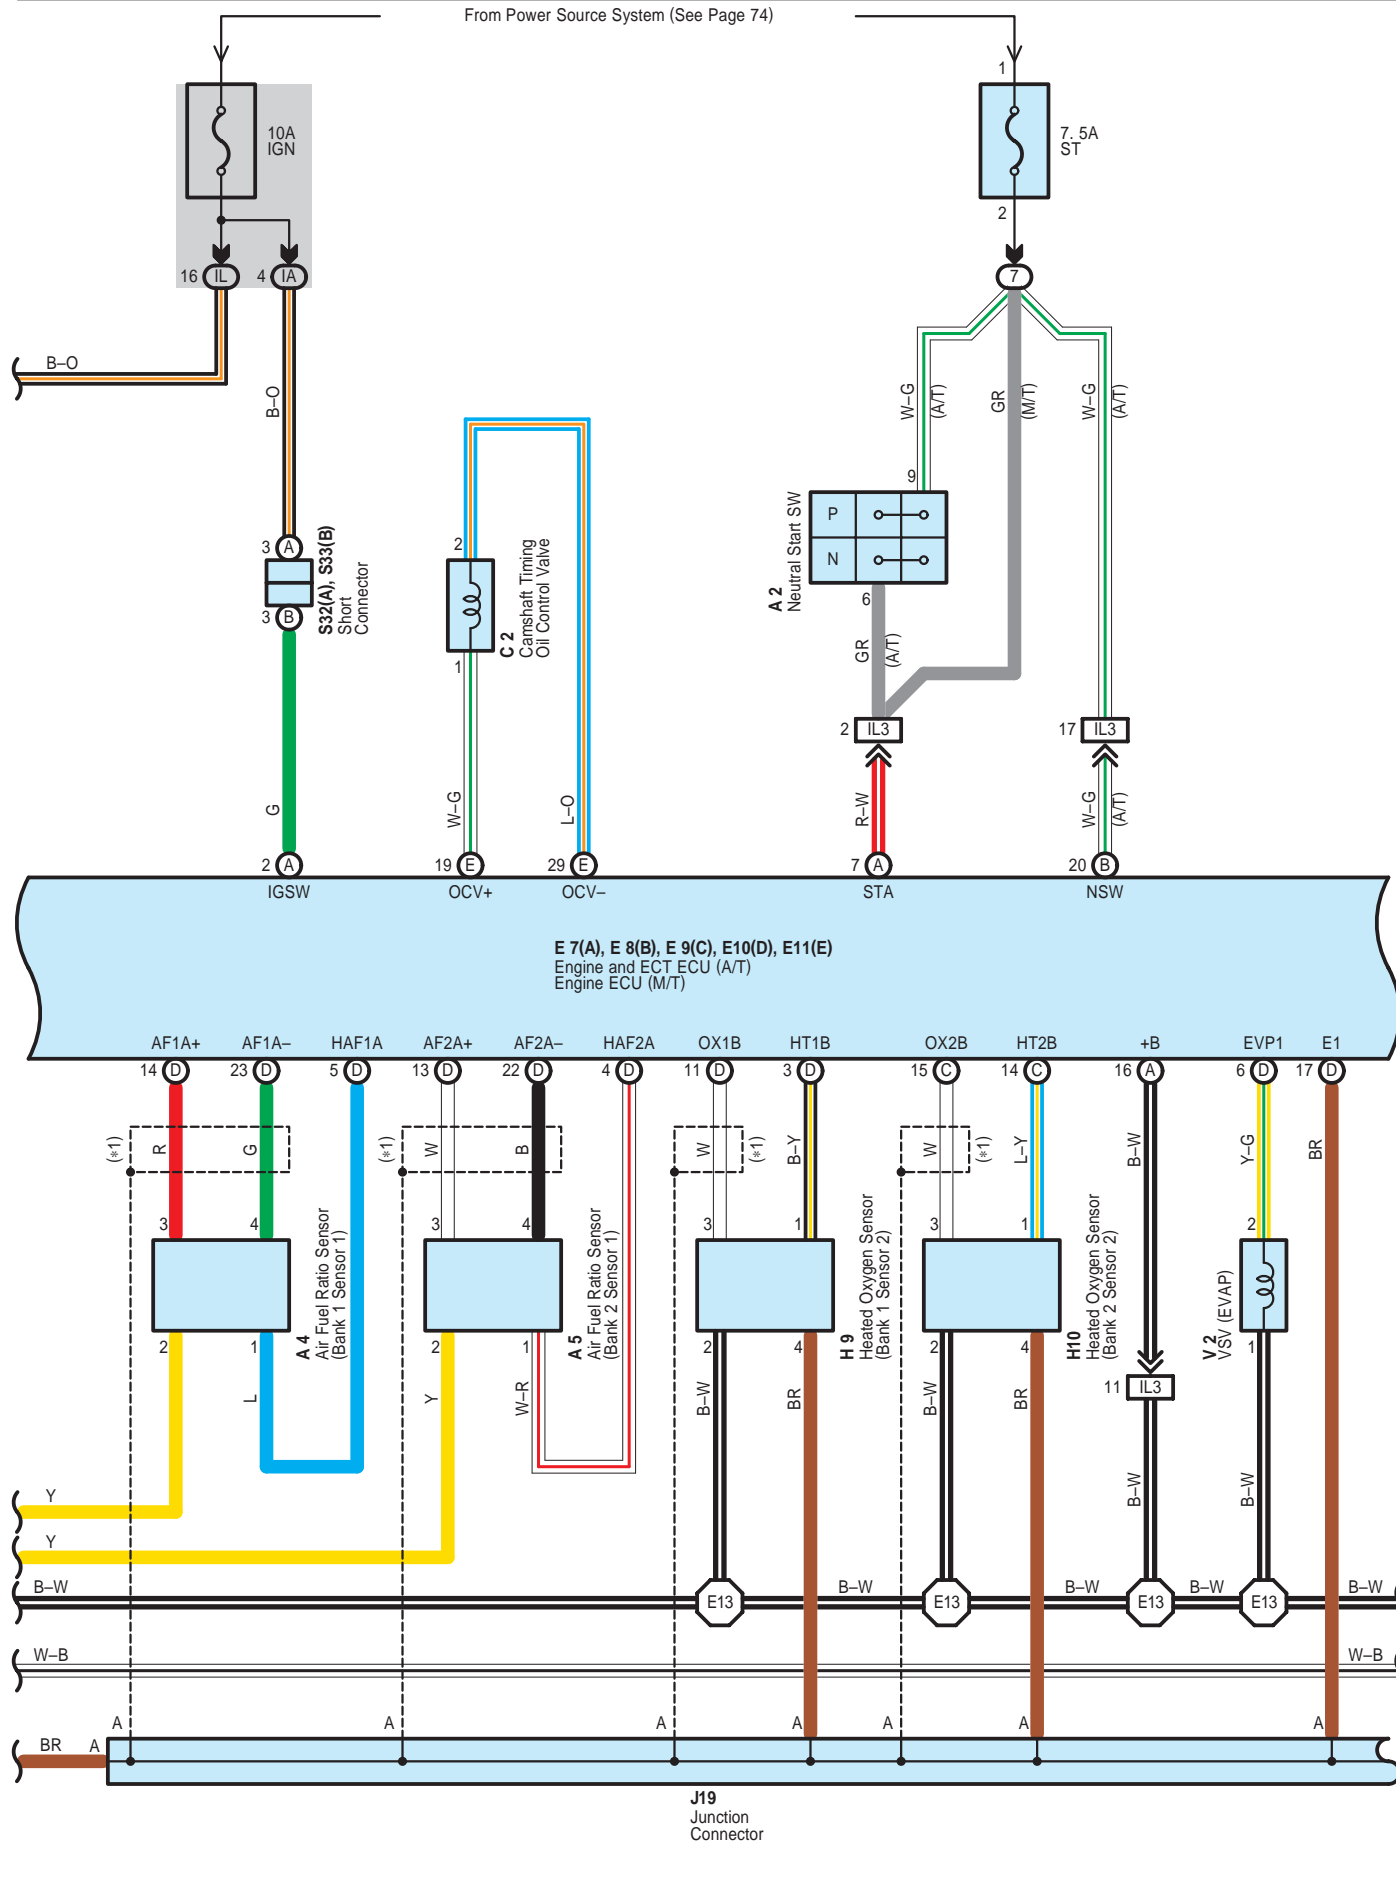 From Power Source System (See Page 74)
1
10A
IGN
7. 5A
ST
2
16 IL
4 IA
7
B–O
B–O
W–G
(A/T)
GR
(M/T)
W–G
(A/T)
9
P
N
A 2
Neutral Start SW
6
3 A
3 B
S32(A), S33(B)
Short
Connector
2
C 2
Camshaft Timing
Oil Control Valve
1
GR
(A/T)
2 IL3
17 IL3
G
W–G
L–O
R–W
W–G
(A/T)
2 A
19 E
29 E
7 A
20 B
IGSW
OCV+
OCV–
STA
NSW
E 7(A), E 8(B), E 9(C), E10(D), E11(E)
Engine and ECT ECU (A/T)
Engine ECU (M/T)
AF1A+
AF1A–
HAF1A
AF2A+
AF2A–
HAF2A
OX1B
HT1B
OX2B
HT2B
+B
EVP1
E1
14 D
23 D
5 D
13 D
22 D
4 D
11 D
3 D
15 C
14 C
16 A
6 D
17 D
(*1)
R
G
(*1)
W
B
W
(*1)
B–Y
W
(*1)
L–Y
B–W
Y–G
BR
3
4
3
4
3
1
3
1
2
A 4
Air Fuel Ratio Sensor
(Bank 1 Sensor 1)
A 5
Air Fuel Ratio Sensor
(Bank 2 Sensor 1)
H 9
Heated Oxygen Sensor
(Bank 1 Sensor 2)
H10
Heated Oxygen Sensor
(Bank 2 Sensor 2)
V 2
VSV (EVAP)
2
1
2
1
2
4
2
4
1
11 IL3
L
Y
W–R
B–W
BR
B–W
BR
B–W
B–W
Y
Y
B–W
E13
B–W
E13
B–W
E13
B–W
E13
B–W
W–B
W–B
A
A
A
A
A
A
A
BR
A
J19
Junction
Connector